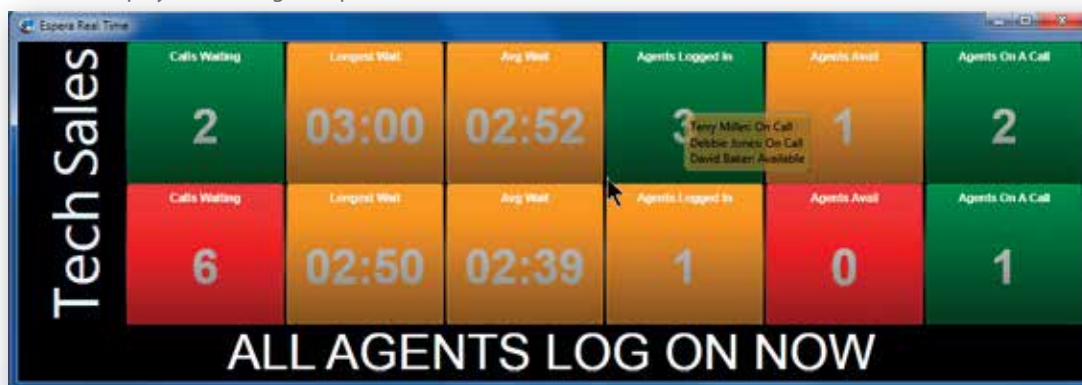 Espera Real Time
Tech Sales
Calls Waiting
Longest Wait
Avg Wait
Agents Logged In
Agents Avail
Agents On A Call
2
03:00
02:52
3
1
2
Terry Miller: On Call
Debbie Jones: On Call
David Baker: Available
Calls Waiting
Longest Wait
Avg Wait
Agents Logged In
Agents Avail
Agents On A Call
6
02:50
02:39
1
0
1
ALL AGENTS LOG ON NOW